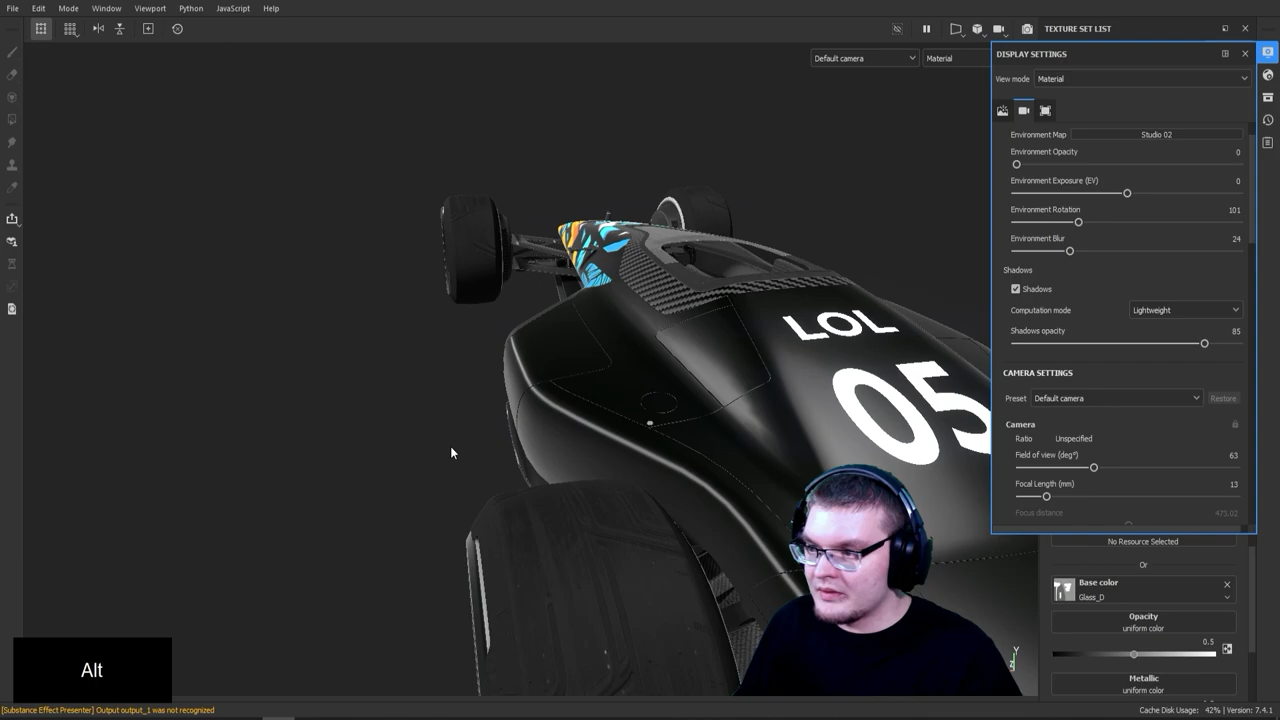 File Edit Mode Window Viewport Python JavaScript Help
TEXTURE SET LIST
Default camera Material
DISPLAY SETTINGS
View mode Material
Environment Map Studio 02
Environment Opacity 0
Environment Exposure (EV) 0
Environment Rotation 101
Environment Blur 24
Shadows
Shadows
Computation mode Lightweight
Shadows opacity 85
CAMERA SETTINGS
Preset Default camera Restore
Camera
Ratio Unspecified
Field of view (deg°) 63
Focal Length (mm) 13
Focus distance 473.02
LOL
05
No Resource Selected
Or
Base color
Glass_D
Opacity
uniform color
0.5
Metallic
uniform color
Y
Alt
[Substance Effect Presenter] Output output_1 was not recognized
Cache Disk Usage: 42% | Version: 7.4.1